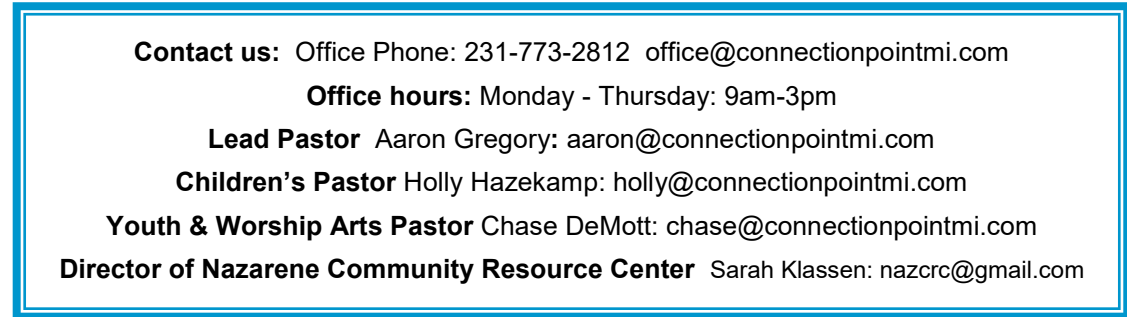 Contact us: Office Phone: 231-773-2812 office@connectionpointmi.com
Office hours: Monday - Thursday: 9am-3pm
Lead Pastor Aaron Gregory: aaron@connectionpointmi.com
Children’s Pastor Holly Hazekamp: holly@connectionpointmi.com
Youth & Worship Arts Pastor Chase DeMott: chase@connectionpointmi.com
Director of Nazarene Community Resource Center Sarah Klassen: nazcrc@gmail.com